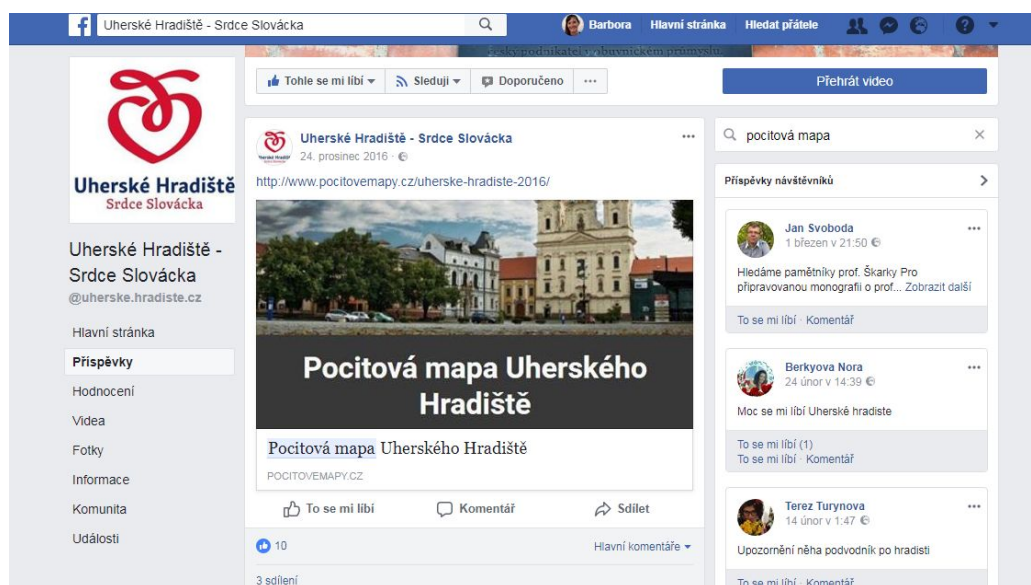 Uherské Hradiště - Srdce Slovácka
Barbora
Hlavní stránka
Hledat přátele
český podnikatel v výbuvnickém průmyslu.
Tohle se mi líbí
Sleduji
Doporučeno
Přehrát video
Uherské Hradiště
Srdce Slovácka
Uherské Hradiště -
Srdce Slovácka
@uherske.hradiste.cz
Hlavní stránka
Příspěvky
Hodnocení
Videa
Fotky
Informace
Komunita
Události
Uherské Hradiště - Srdce Slovácka
24. prosinec 2016
http://www.pocitovemapy.cz/uherske-hradiste-2016/
Pocitová mapa Uherského
Hradiště
Pocitová mapa Uherského Hradiště
POCITOVEMAPY.CZ
To se mi líbí
Komentář
Sdílet
10
Hlavní komentáře
3 sdílení
pocitová mapa
Příspěvky návštěvníků
Jan Svoboda
1 březen v 21:50
Hledáme pamětníky prof. Škarky Pro
připravovanou monografii o prof... Zobrazit další
To se mi líbí · Komentář
Berkyova Nora
24 únor v 14:39
Moc se mi líbí Uherské hradiste
To se mi líbí (1)
To se mi líbí · Komentář
Terez Turynova
14 únor v 1:47
Upozornění něha podvodník po hradisti
To se mi líbí · Komentář